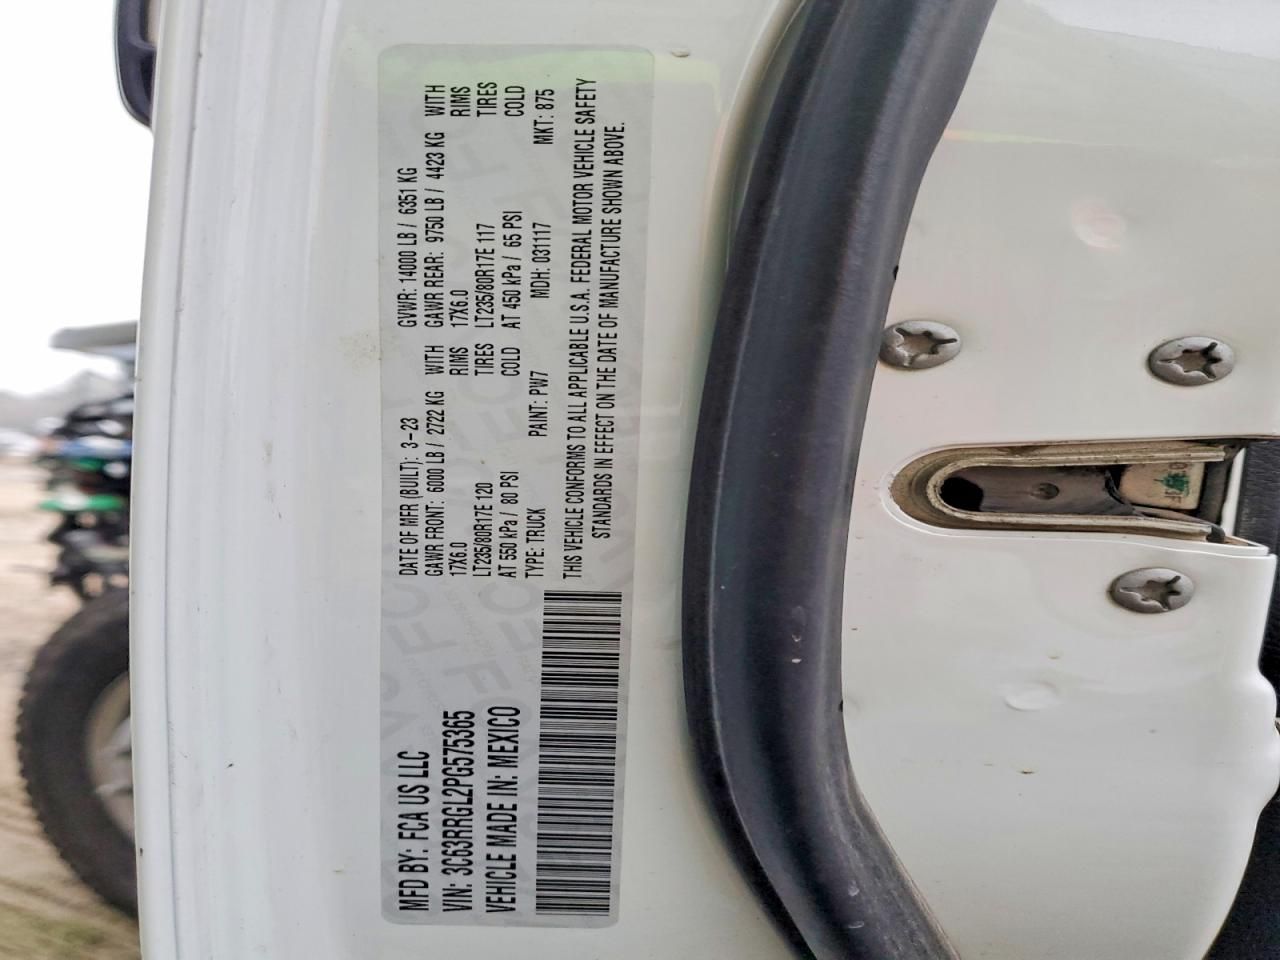 MFD BY: FCA US LLC
VIN: 3C63RRGL2PG575365
VEHICLE MADE IN: MEXICO
DATE OF MFR (BUILT): 3-23 GVWR: 14000 LB / 6351 KG
GAWR FRONT: 6000 LB / 2722 KG WITH GAWR REAR: 9750 LB / 4423 KG WITH
17X6.0 RIMS 17X6.0 RIMS
LT235/80R17E 120 TIRES LT235/80R17E 117 TIRES
AT 550 kPa / 80 PSI COLD AT 450 kPa / 65 PSI COLD
TYPE: TRUCK PAINT: PW7 MDH: 031117 MKT: 875
THIS VEHICLE CONFORMS TO ALL APPLICABLE U.S.A. FEDERAL MOTOR VEHICLE SAFETY
STANDARDS IN EFFECT ON THE DATE OF MANUFACTURE SHOWN ABOVE.